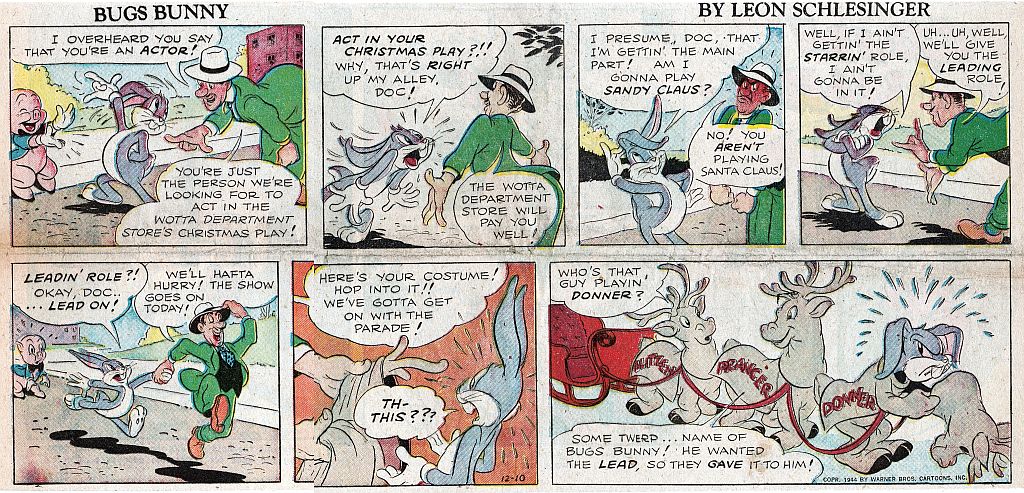 BUGS BUNNY
BY LEON SCHLESINGER
I OVERHEARD YOU SAY
THAT YOU'RE AN ACTOR!
YOU'RE JUST
THE PERSON WE'RE
LOOKING FOR TO
ACT IN THE
WOTTA DEPARTMENT
STORE'S CHRISTMAS PLAY!
ACT IN YOUR
CHRISTMAS PLAY?!!
WHY, THAT'S RIGHT
UP MY ALLEY,
DOC!
THE WOTTA
DEPARTMENT
STORE WILL
PAY YOU
WELL!
I PRESUME, DOC, THAT
I'M GETTIN' THE MAIN
PART! AM I
GONNA PLAY
SANDY CLAUS?
NO! YOU
AREN'T
PLAYING
SANTA CLAUS!
WELL, IF I AIN'T
GETTIN' THE
STARRIN' ROLE,
I AIN'T
GONNA BE
IN IT!
UH...UH, WELL,
WE'LL GIVE
YOU THE
LEADING
ROLE!
LEADIN' ROLE?!
OKAY, DOC..
... LEAD ON!
WE'LL HAFTA
HURRY! THE SHOW
GOES ON
TODAY!
HERE'S YOUR COSTUME!
HOP INTO IT!!
WE'VE GOTTA GET
ON WITH THE
PARADE!
TH-
THIS???
12-10
WHO'S THAT
GUY PLAYIN'
DONNER?
BLITZEN
PRANCER
DONNER
SOME TWERP... NAME OF
BUGS BUNNY! HE WANTED
THE LEAD, SO THEY GAVE IT TO HIM!
COPR. 1944 BY WARNER BROS. CARTOONS, INC.